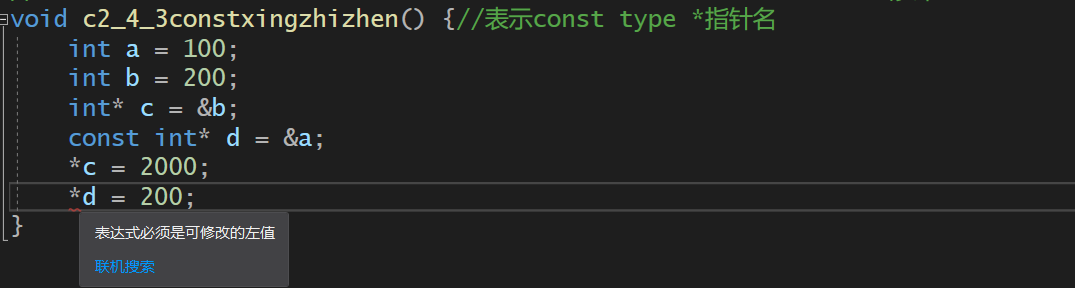 void c2_4_3constxingzhizhen() {//表示const type *指针名
int a = 100;
int b = 200;
int* c = &b;
const int* d = &a;
*c = 2000;
*d = 200;
}
表达式必须是可修改的左值
联机搜索